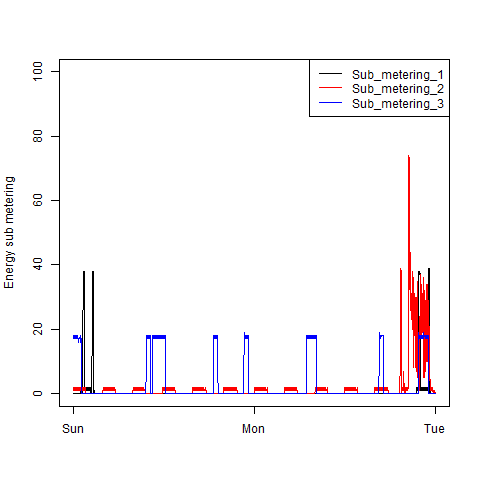 Sub_metering_1
Sub_metering_2
Sub_metering_3
Energy sub metering
100
80
60
40
20
0
Sun Mon Tue